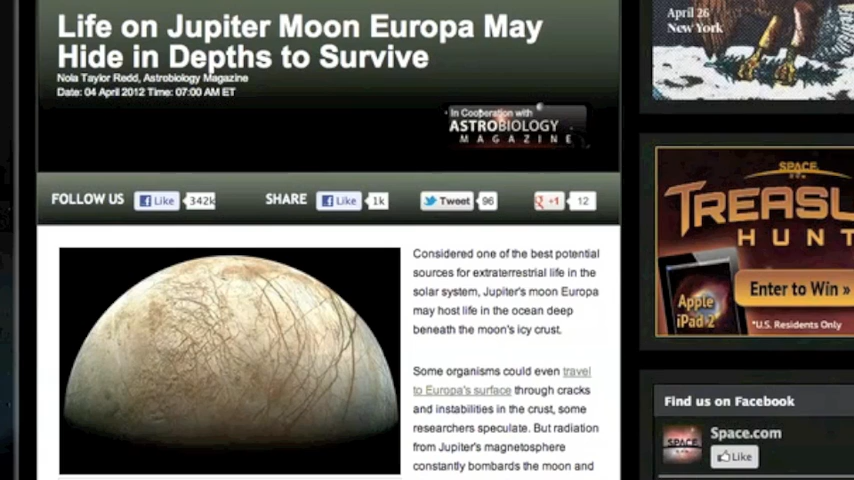 Life on Jupiter Moon Europa May
Hide in Depths to Survive
Nola Taylor Redd, Astrobiology Magazine
Date: 04 April 2012 Time: 07:00 AM ET
In Cooperation with
ASTROBIOLOGY
MAGAZINE
FOLLOW US
Like
342k
SHARE
Like
1k
Tweet
96
+1
12
Considered one of the best potential
sources for extraterrestrial life in the
solar system, Jupiter's moon Europa
may host life in the ocean deep
beneath the moon's icy crust.
Some organisms could even travel
to Europa's surface through cracks
and instabilities in the crust, some
researchers speculate. But radiation
from Jupiter's magnetosphere
constantly bombards the moon and
April 26
New York
SPACE
TREASU
HUNT
Apple
iPad 2
Enter to Win »
*U.S. Residents Only
Find us on Facebook
SPACE
Space.com
Like